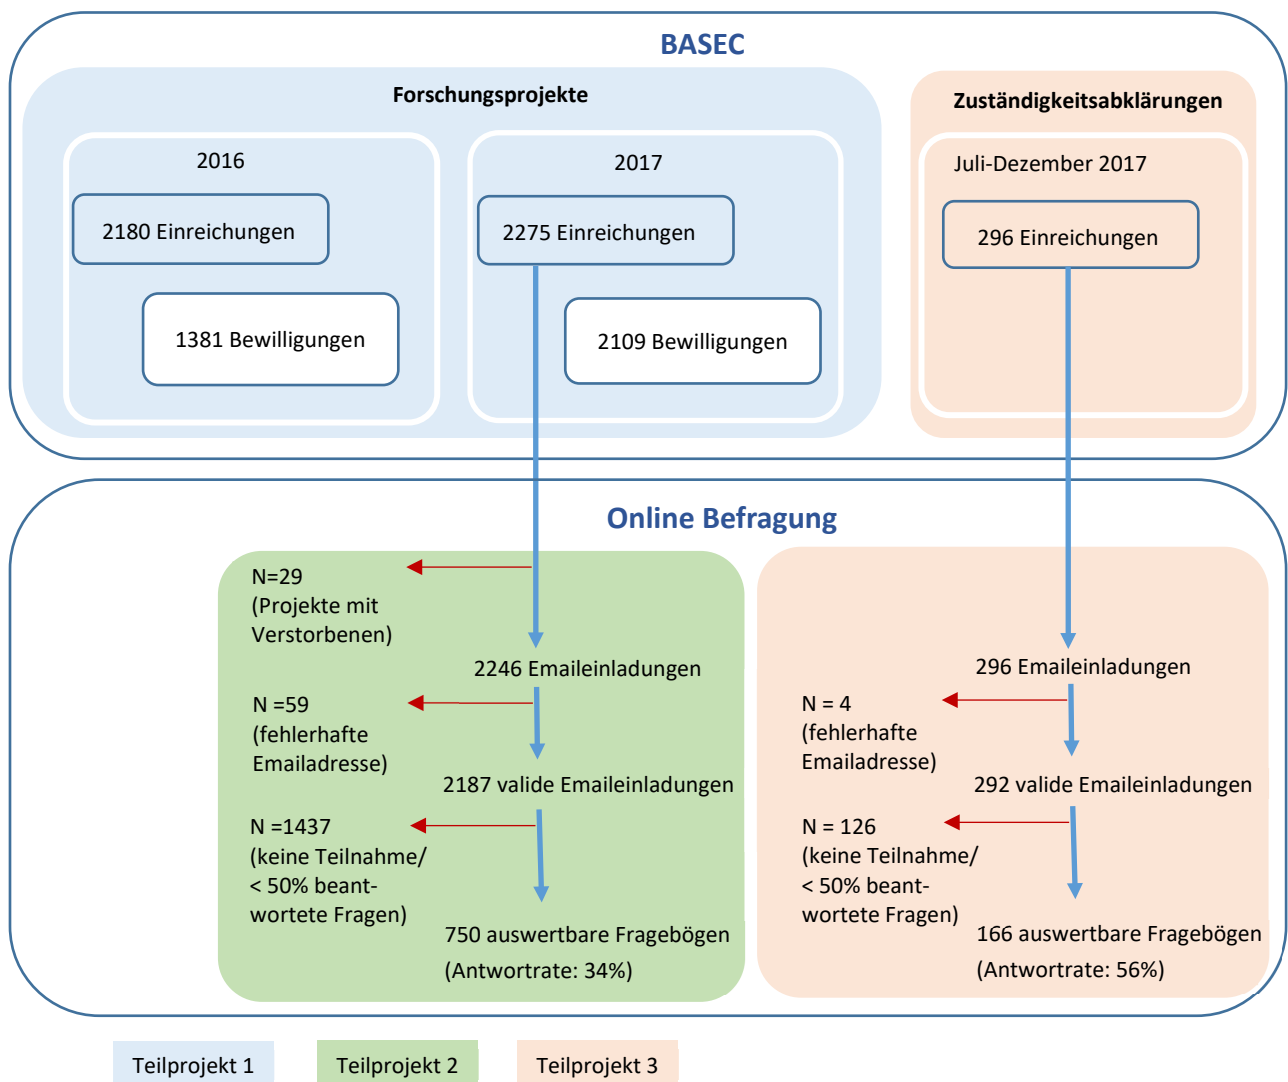 BASEC
Forschungsprojekte
2016
2180 Einreichungen
1381 Bewilligungen
2017
2275 Einreichungen
2109 Bewilligungen
Zuständigkeitsabklärungen
Juli-Dezember 2017
296 Einreichungen
Online Befragung
N=29
(Projekte mit
Verstorbenen)
2246 Emaileinladungen
N =59
(fehlerhafte
Emailadresse)
2187 valide Emaileinladungen
N =1437
(keine Teilnahme/
< 50% beant-
wortete Fragen)
750 auswertbare Fragebögen
(Antwortrate: 34%)
296 Emaileinladungen
N = 4
(fehlerhafte
Emailadresse)
292 valide Emaileinladungen
N = 126
(keine Teilnahme/
< 50% beant-
wortete Fragen)
166 auswertbare Fragebögen
(Antwortrate: 56%)
Teilprojekt 1
Teilprojekt 2
Teilprojekt 3